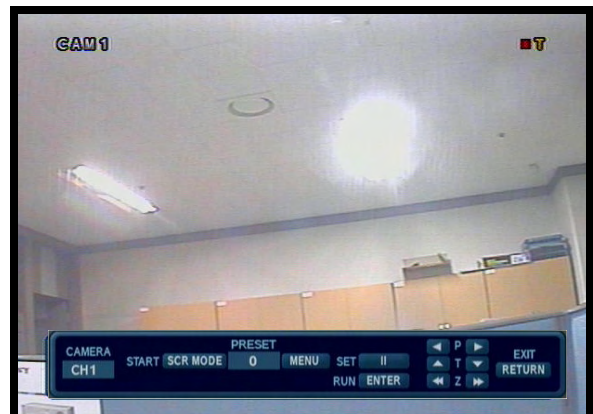 CAM1 T
CAMERA PRESET EXIT
CH1 START SCR MODE 0 MENU SET II RETURN
RUN ENTER
P
T
Z